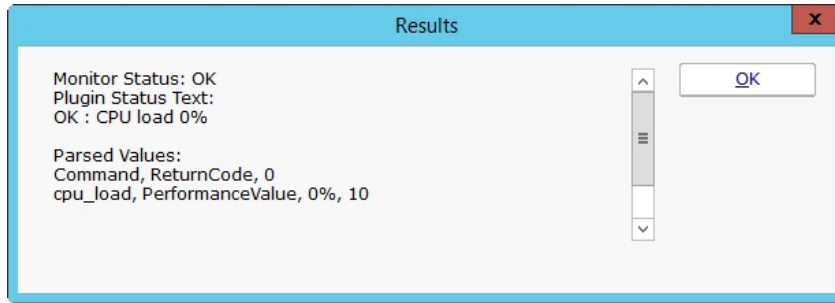 Results
x
Monitor Status: OK
Plugin Status Text:
OK : CPU load 0%
Parsed Values:
Command, ReturnCode, 0
cpu_load, PerformanceValue, 0%, 10
OK